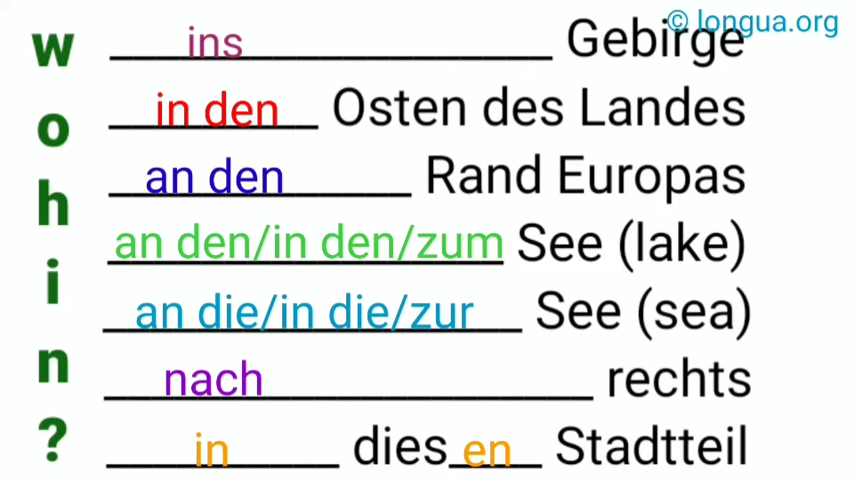 © longua.org
wohin?
ins Gebirge
in den Osten des Landes
an den Rand Europas
an den/in den/zum See (lake)
an die/in die/zur See (sea)
nach rechts
in diesen Stadtteil